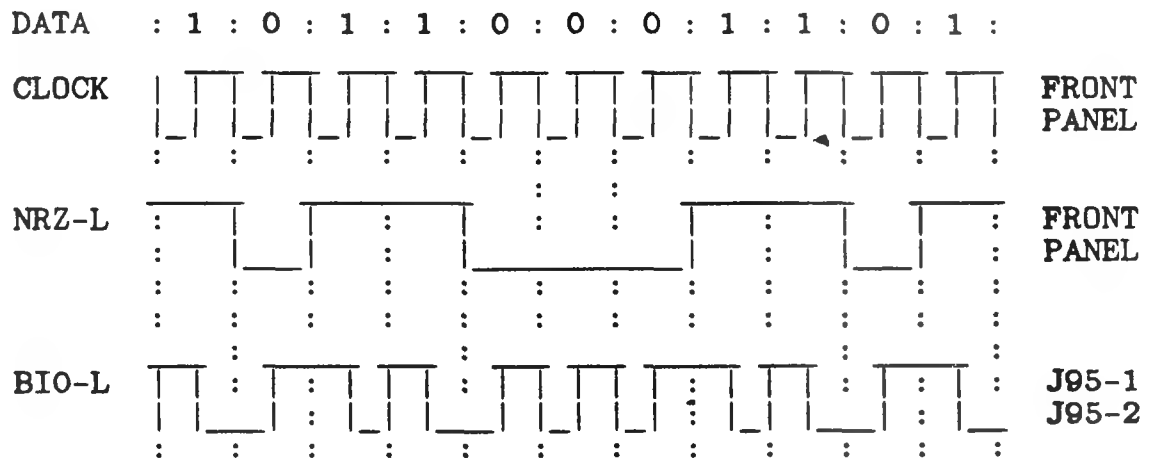 DATA : 1 : 0 : 1 : 1 : 0 : 0 : 0 : 1 : 1 : 0 : 1 :
CLOCK FRONT
PANEL
NRZ-L FRONT
PANEL
BIO-L J95-1
J95-2